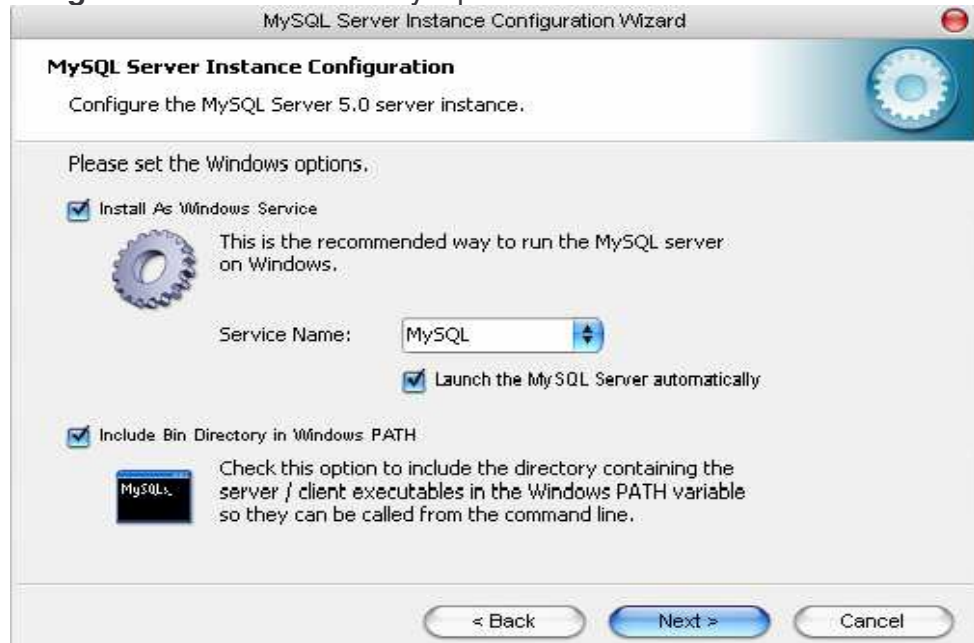 MySQL Server Instance Configuration Wizard
MySQL Server Instance Configuration
Configure the MySQL Server 5.0 server instance.
Please set the Windows options.
Install As Windows Service
This is the recommended way to run the MySQL server
on Windows.
Service Name: MySQL
Launch the MySQL Server automatically
Include Bin Directory in Windows PATH
Check this option to include the directory containing the
server / client executables in the Windows PATH variable
so they can be called from the command line.
< Back Next > Cancel